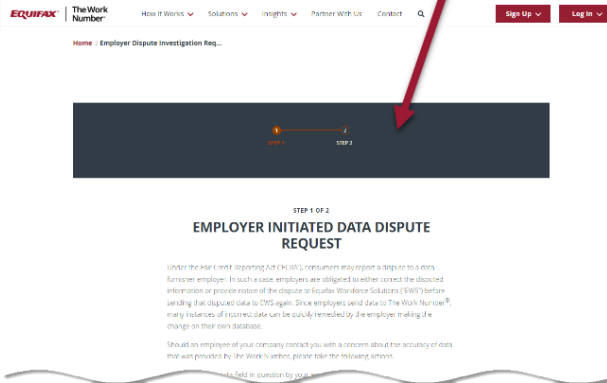 EQUIFAX® The Work Number® How It Works Solutions Insights Partner With Us Contact Sign Up Log In
Home / Employer Dispute Investigation Req...
1 2
STEP 1 STEP 2
STEP 1 OF 2
EMPLOYER INITIATED DATA DISPUTE
REQUEST
Under the Fair Credit Reporting Act ("FCRA"), consumers may report a dispute to a data
furnisher employer. In such a case, employers are obligated to either correct the disputed
information or provide notice of the dispute to Equifax Workforce Solutions ("EWS") before
sending that disputed data to EWS again. Since employers send data to The Work Number®,
many instances of incorrect data can be quickly remedied by the employer making the
change on their own database.
Should an employee of your company contact you with a concern about the accuracy of data
that was provided by The Work Number, please take the following actions.
field in question by your